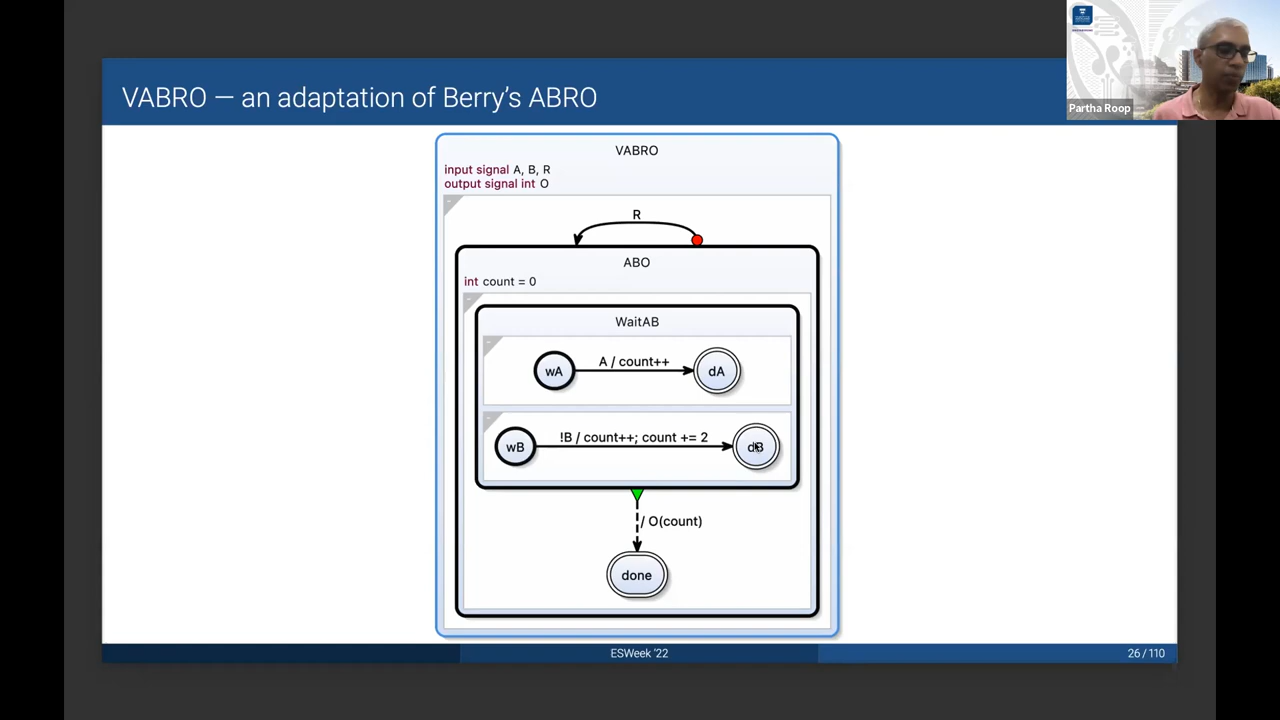 VABRO — an adaptation of Berry's ABRO
Partha Roop
VABRO
input signal A, B, R
output signal int O
R
ABO
int count = 0
WaitAB
wA
A / count++
dA
wB
!B / count++; count += 2
dB
/ O(count)
done
ESWeek '22
26 / 110